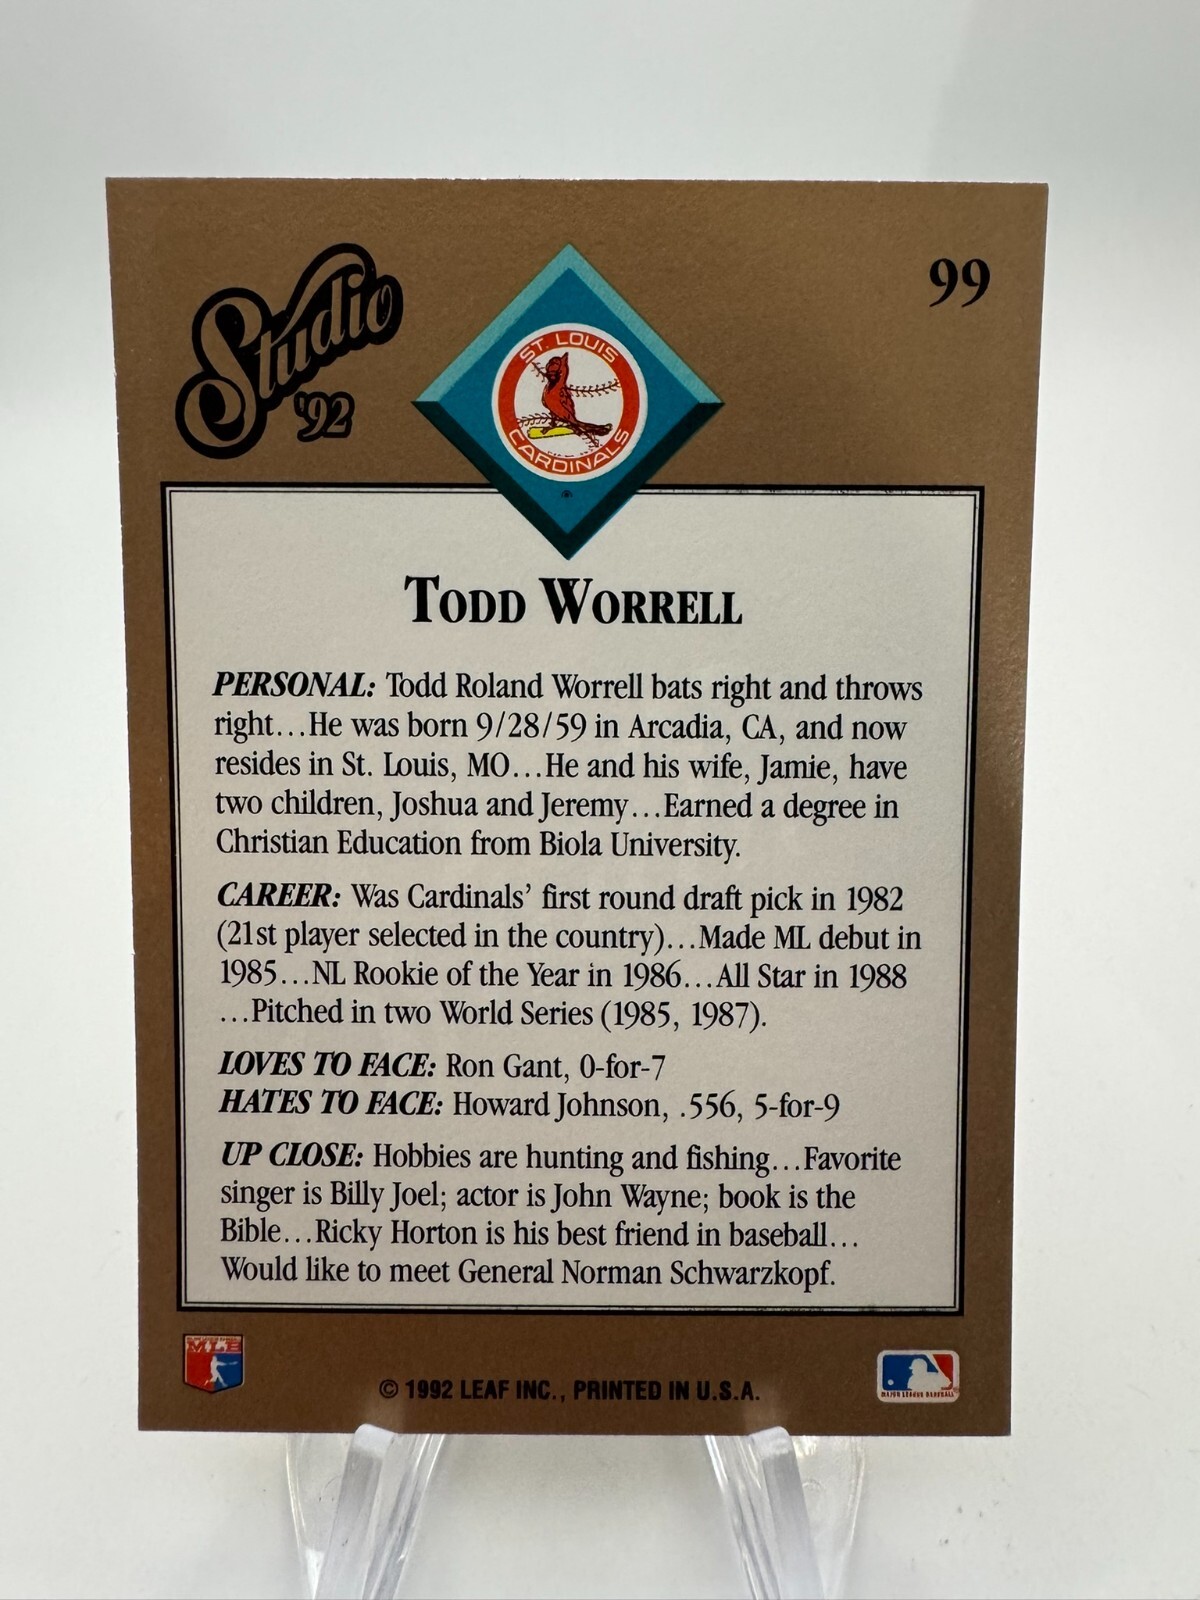 Studio
'92
99
ST. LOUIS
CARDINALS
®
TODD WORRELL
PERSONAL: Todd Roland Worrell bats right and throws
right...He was born 9/28/59 in Arcadia, CA, and now
resides in St. Louis, MO...He and his wife, Jamie, have
two children, Joshua and Jeremy...Earned a degree in
Christian Education from Biola University.
CAREER: Was Cardinals' first round draft pick in 1982
(21st player selected in the country)...Made ML debut in
1985...NL Rookie of the Year in 1986...All Star in 1988
...Pitched in two World Series (1985, 1987).
LOVES TO FACE: Ron Gant, 0-for-7
HATES TO FACE: Howard Johnson, .556, 5-for-9
UP CLOSE: Hobbies are hunting and fishing...Favorite
singer is Billy Joel; actor is John Wayne; book is the
Bible...Ricky Horton is his best friend in baseball...
Would like to meet General Norman Schwarzkopf.
© 1992 LEAF INC., PRINTED IN U.S.A.
MAJOR LEAGUE BASEBALL